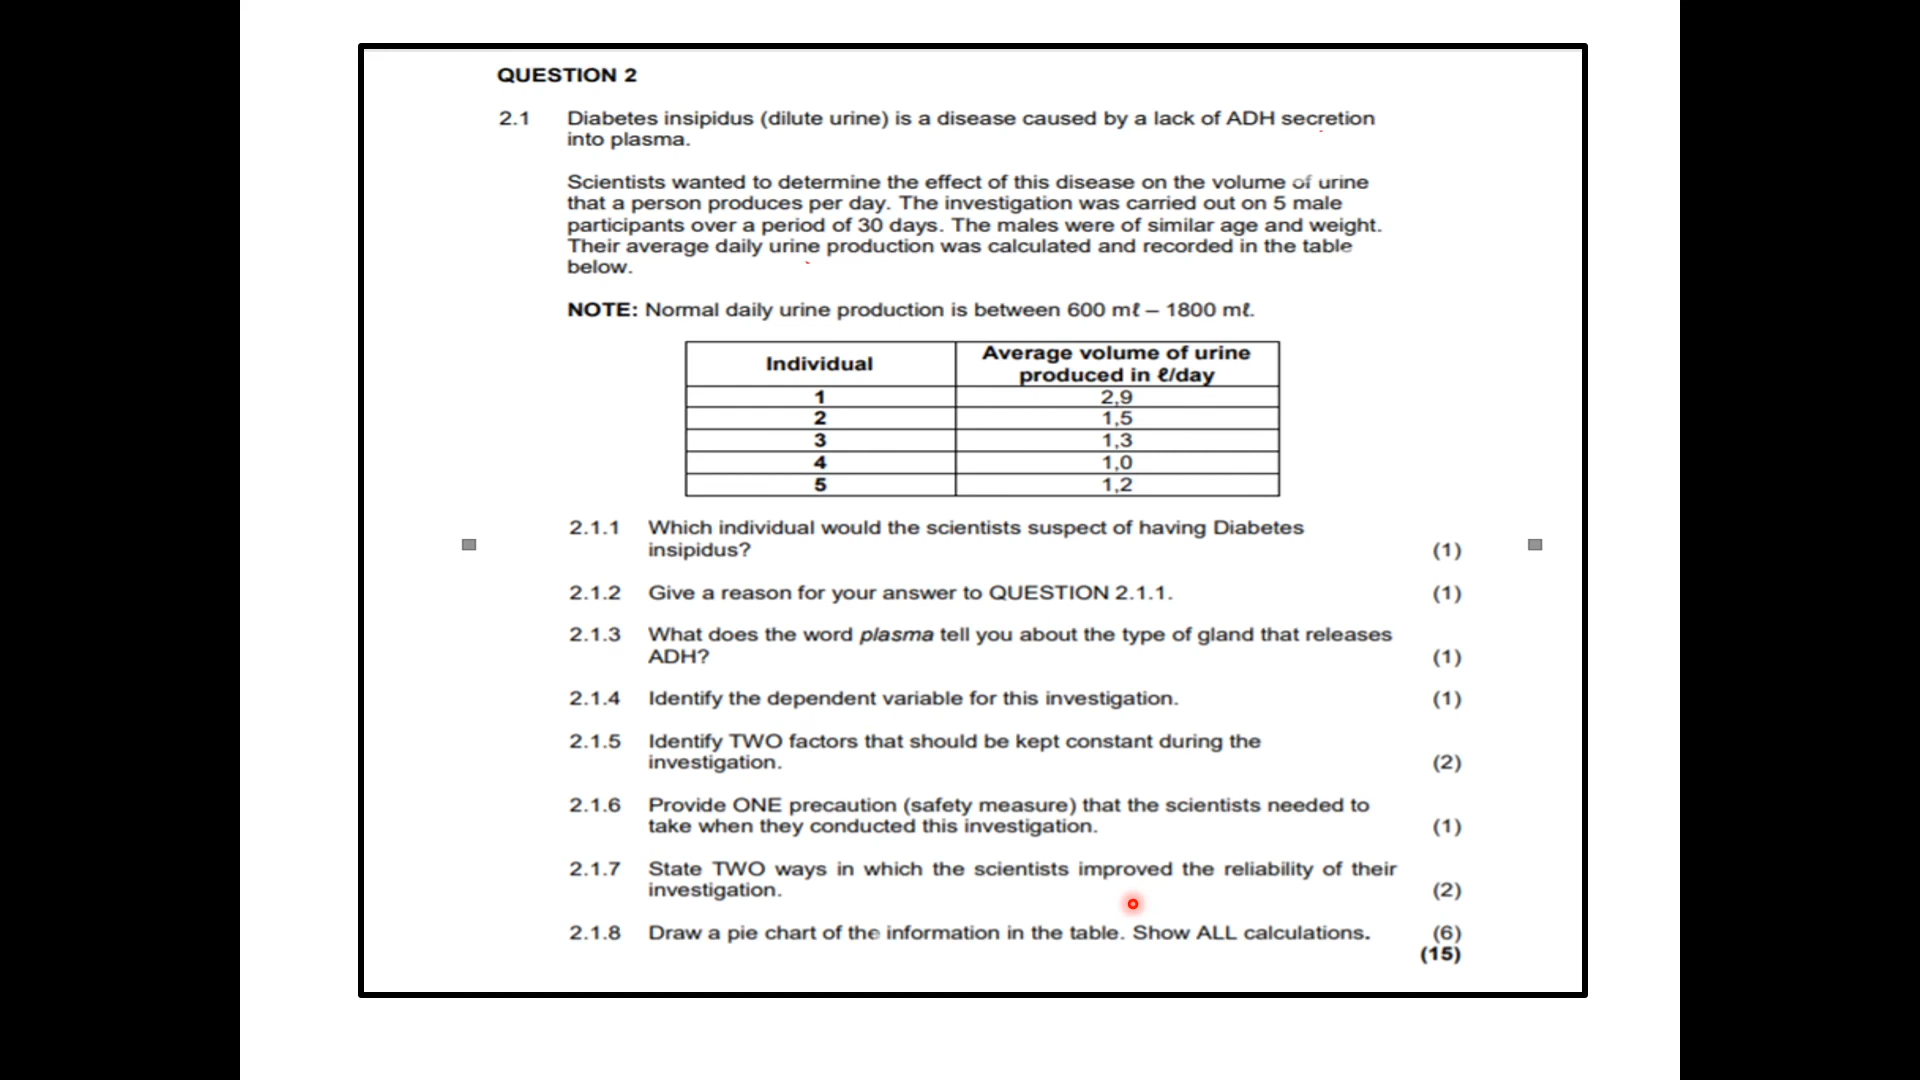 QUESTION 2
2.1 Diabetes insipidus (dilute urine) is a disease caused by a lack of ADH secretion
into plasma.
Scientists wanted to determine the effect of this disease on the volume of urine
that a person produces per day. The investigation was carried out on 5 male
participants over a period of 30 days. The males were of similar age and weight.
Their average daily urine production was calculated and recorded in the table
below.
NOTE: Normal daily urine production is between 600 mℓ – 1800 mℓ.
Individual Average volume of urine
produced in ℓ/day
1 2,9
2 1,5
3 1,3
4 1,0
5 1,2
2.1.1 Which individual would the scientists suspect of having Diabetes
insipidus? (1)
2.1.2 Give a reason for your answer to QUESTION 2.1.1. (1)
2.1.3 What does the word plasma tell you about the type of gland that releases
ADH? (1)
2.1.4 Identify the dependent variable for this investigation. (1)
2.1.5 Identify TWO factors that should be kept constant during the
investigation. (2)
2.1.6 Provide ONE precaution (safety measure) that the scientists needed to
take when they conducted this investigation. (1)
2.1.7 State TWO ways in which the scientists improved the reliability of their
investigation. (2)
2.1.8 Draw a pie chart of the information in the table. Show ALL calculations. (6)
(15)